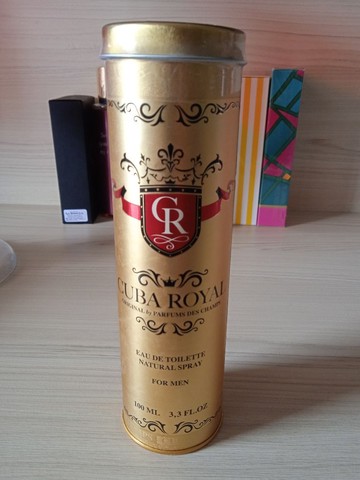 CR
CUBA ROYAL
ORIGINAL by PARFUMS DES CHAMPS
EAU DE TOILETTE
NATURAL SPRAY
FOR MEN
100 ML 3,3 FL.OZ